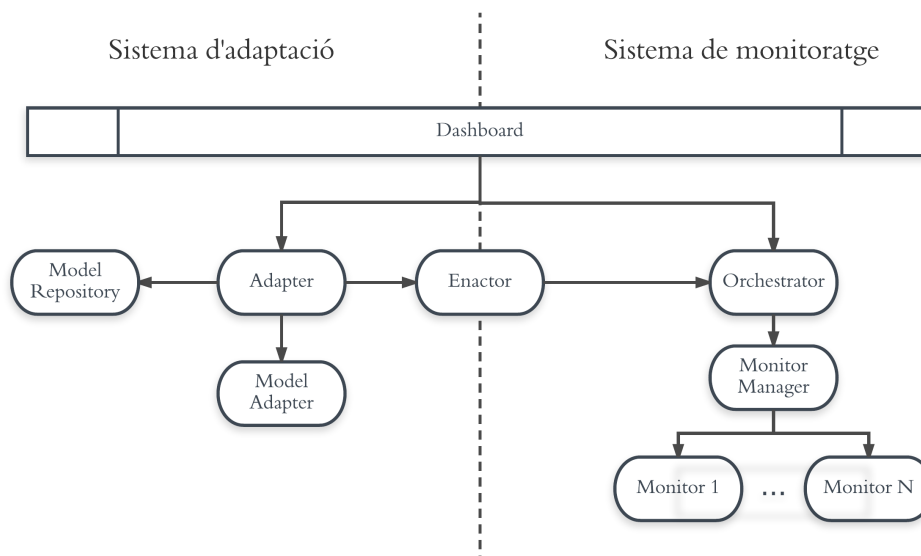 Sistema d'adaptació
Sistema de monitoratge
Dashboard
Model
Repository
Adapter
Enactor
Orchestrator
Model
Adapter
Monitor
Manager
Monitor 1
...
Monitor N